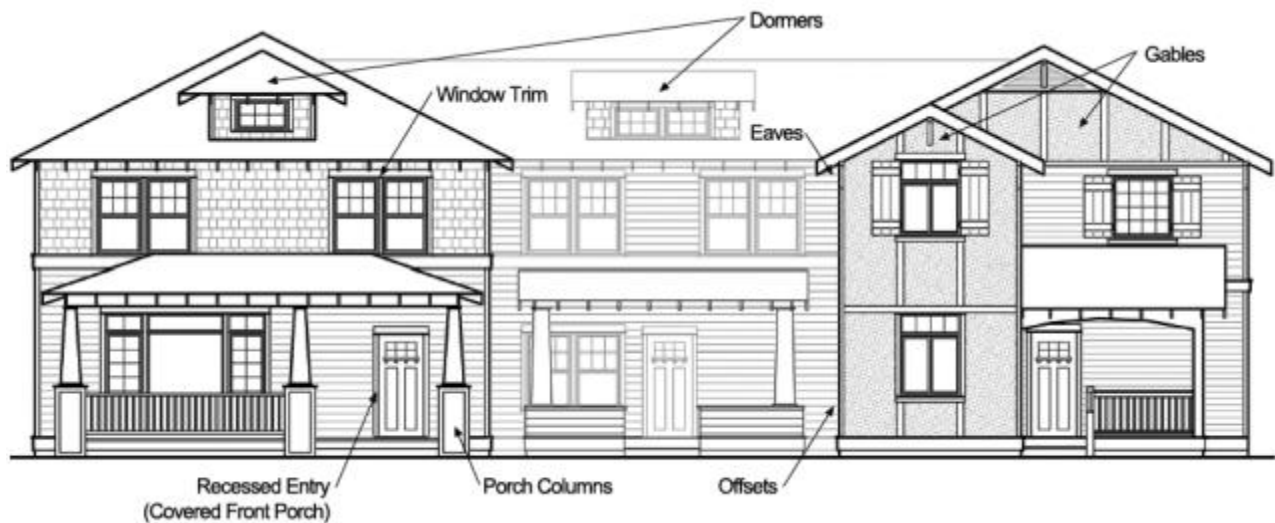 Dormers
Gables
Window Trim
Eaves
Recessed Entry
(Covered Front Porch)
Porch Columns
Offsets